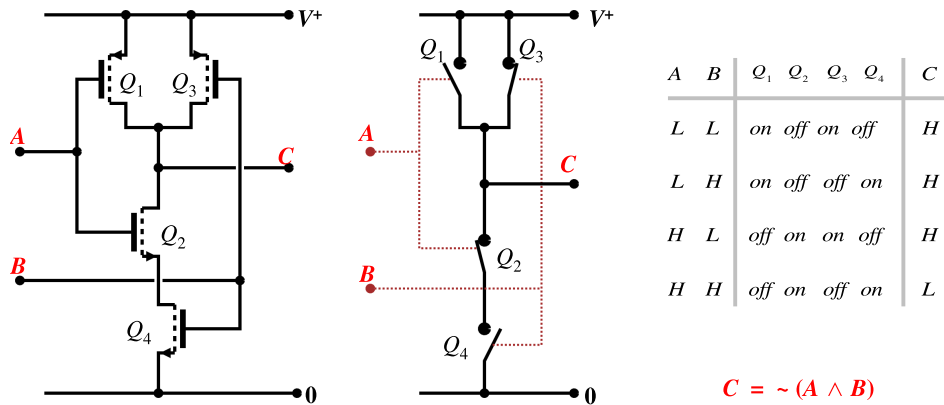 V+
Q1
Q3
A
C
Q2
B
Q4
0
V+
Q1
Q3
A
C
Q2
B
Q4
0
A B Q1 Q2 Q3 Q4 C
L L on off on off H
L H on off off on H
H L off on on off H
H H off on off on L
C = ~ (A ∧ B)